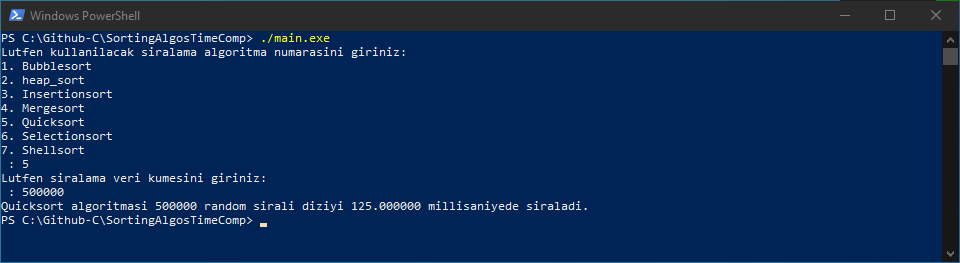 Windows PowerShell
PS C:\Github-C\SortingAlgosTimeComp> ./main.exe
Lutfen kullanilacak siralama algoritma numarasini giriniz:
1. Bubblesort
2. heap_sort
3. Insertionsort
4. Mergesort
5. Quicksort
6. Selectionsort
7. Shellsort
 : 5
Lutfen siralama veri kumesini giriniz:
 : 500000
Quicksort algoritmasi 500000 random sirali diziyi 125.000000 millisaniyede siraladi.
PS C:\Github-C\SortingAlgosTimeComp>